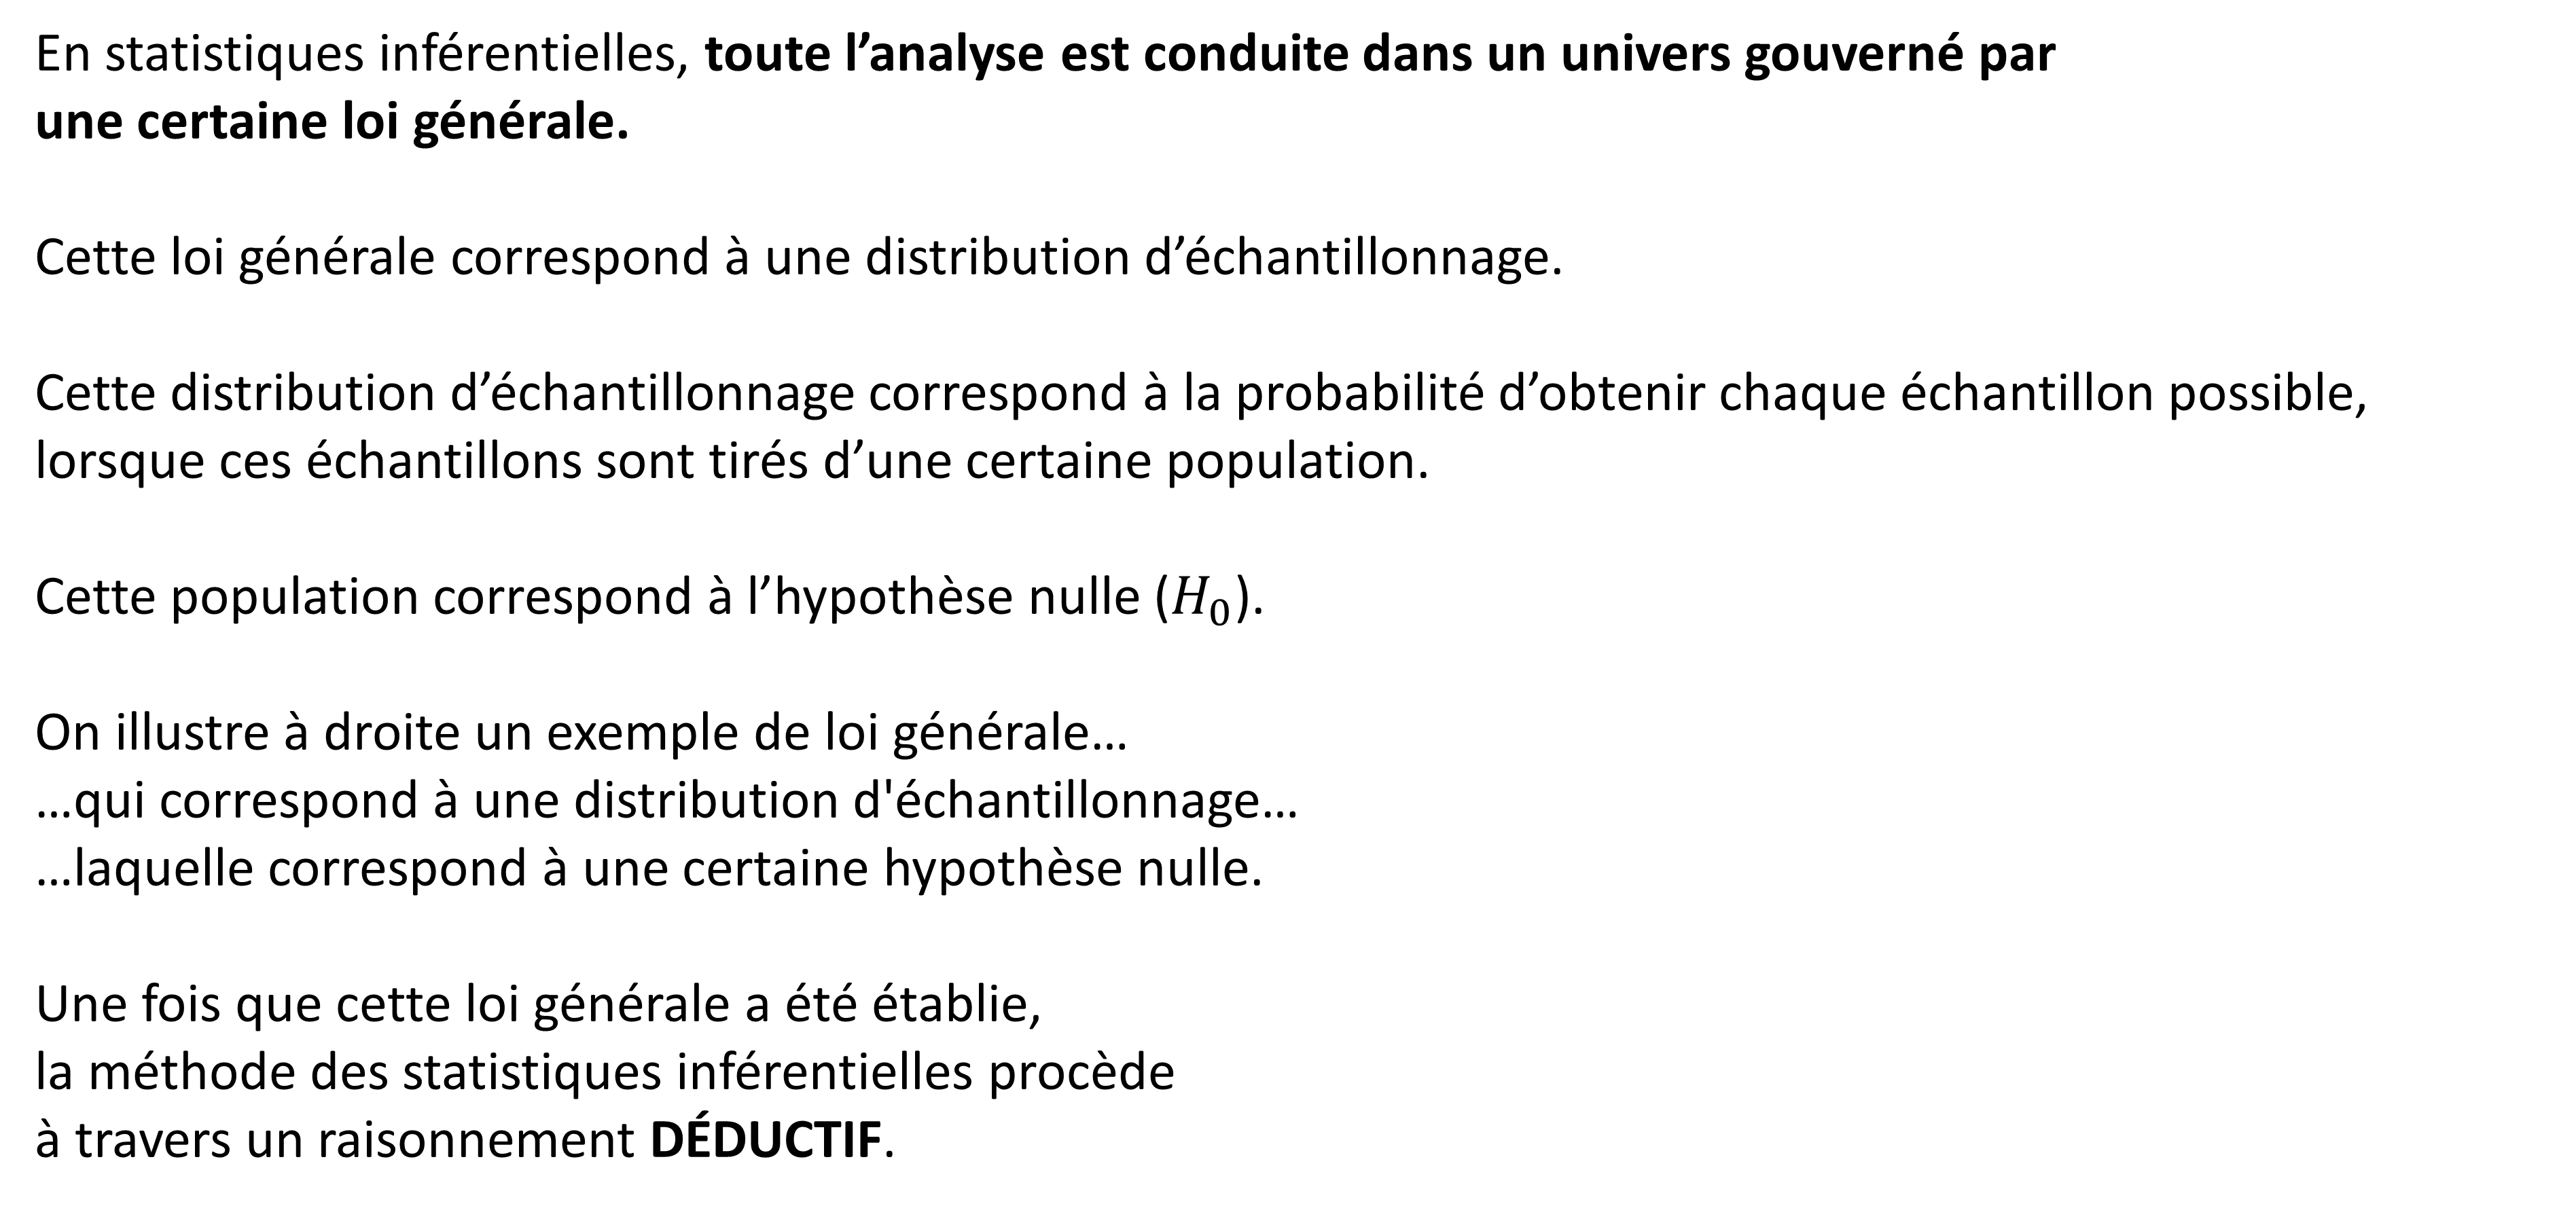 En statistiques inférentielles, toute l’analyse est conduite dans un univers gouverné par
une certaine loi générale.
Cette loi générale correspond à une distribution d’échantillonnage.
Cette distribution d’échantillonnage correspond à la probabilité d’obtenir chaque échantillon possible,
lorsque ces échantillons sont tirés d’une certaine population.
Cette population correspond à l’hypothèse nulle (H₀).
On illustre à droite un exemple de loi générale…
…qui correspond à une distribution d'échantillonnage…
…laquelle correspond à une certaine hypothèse nulle.
Une fois que cette loi générale a été établie,
la méthode des statistiques inférentielles procède
à travers un raisonnement DÉDUCTIF.